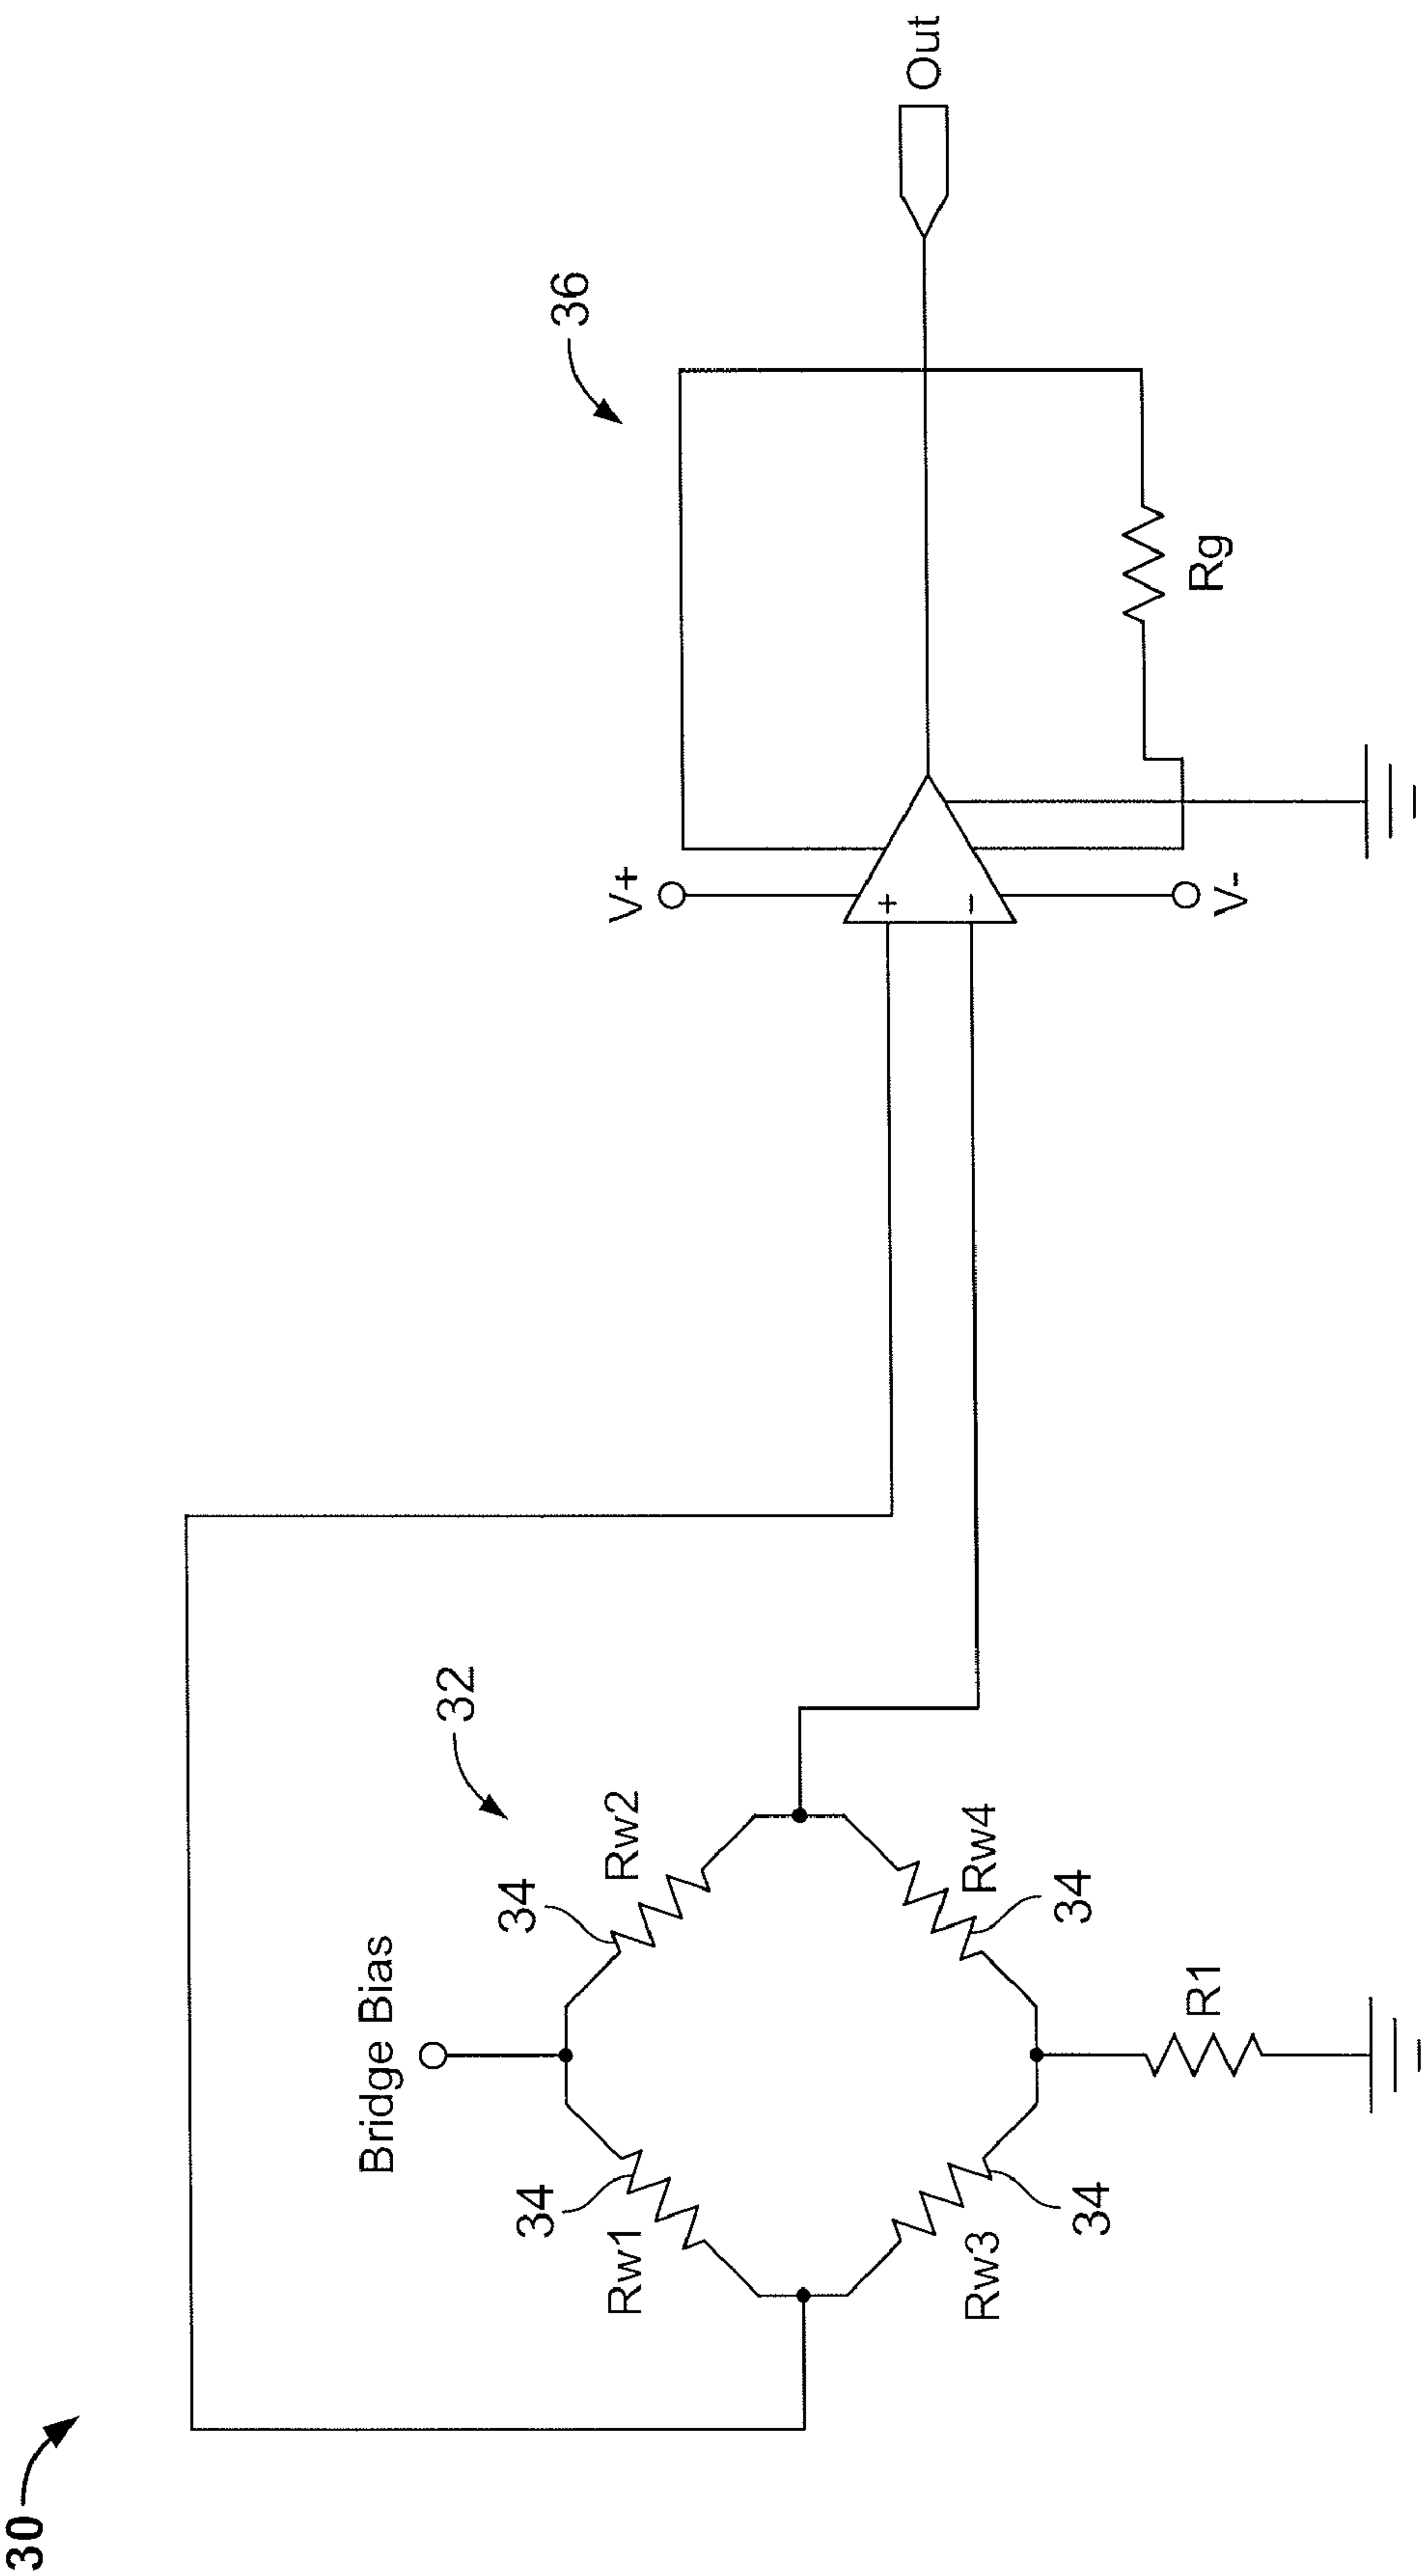 30
Bridge Bias
32
34
34
Rw1
Rw2
Rw3
Rw4
34
34
R1
V+
+
−
V-
36
Rg
Out